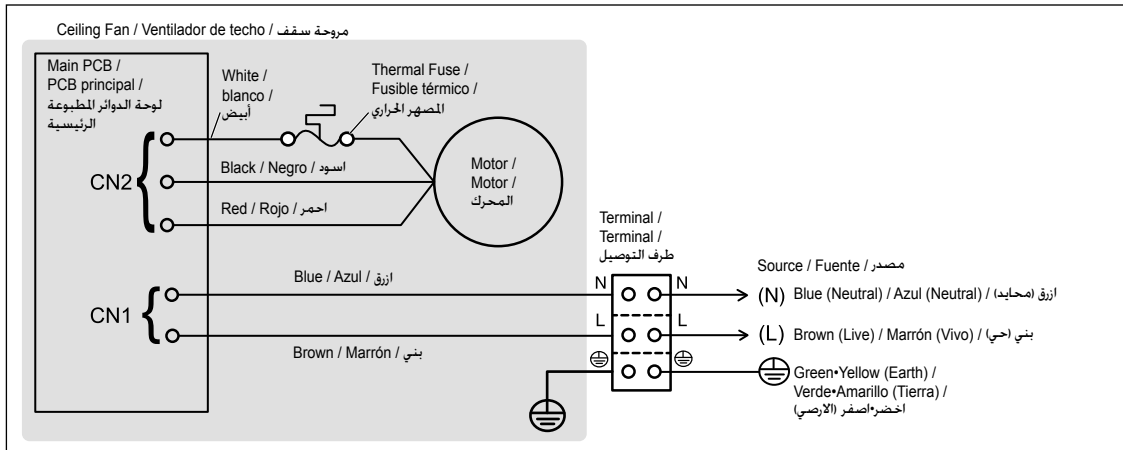 Ceiling Fan / Ventilador de techo / مروحة سقف
Main PCB /
PCB principal /
لوحة الدوائر المطبوعة
الرئيسية
White /
blanco /
أبيض
Thermal Fuse /
Fusible térmico /
المصهر الحراري
CN2
Black / Negro / اسود
Red / Rojo / احمر
Motor /
Motor /
المحرك
Terminal /
Terminal /
طرف التوصيل
Source / Fuente / مصدر
Blue / Azul / ازرق
N
N
(N) Blue (Neutral) / Azul (Neutral) / ازرق (محايد)
CN1
L
L
(L) Brown (Live) / Marrón (Vivo) / بني (حي)
Brown / Marrón / بني
Green•Yellow (Earth) /
Verde•Amarillo (Tierra) /
اخضر•اصفر (الارصي)